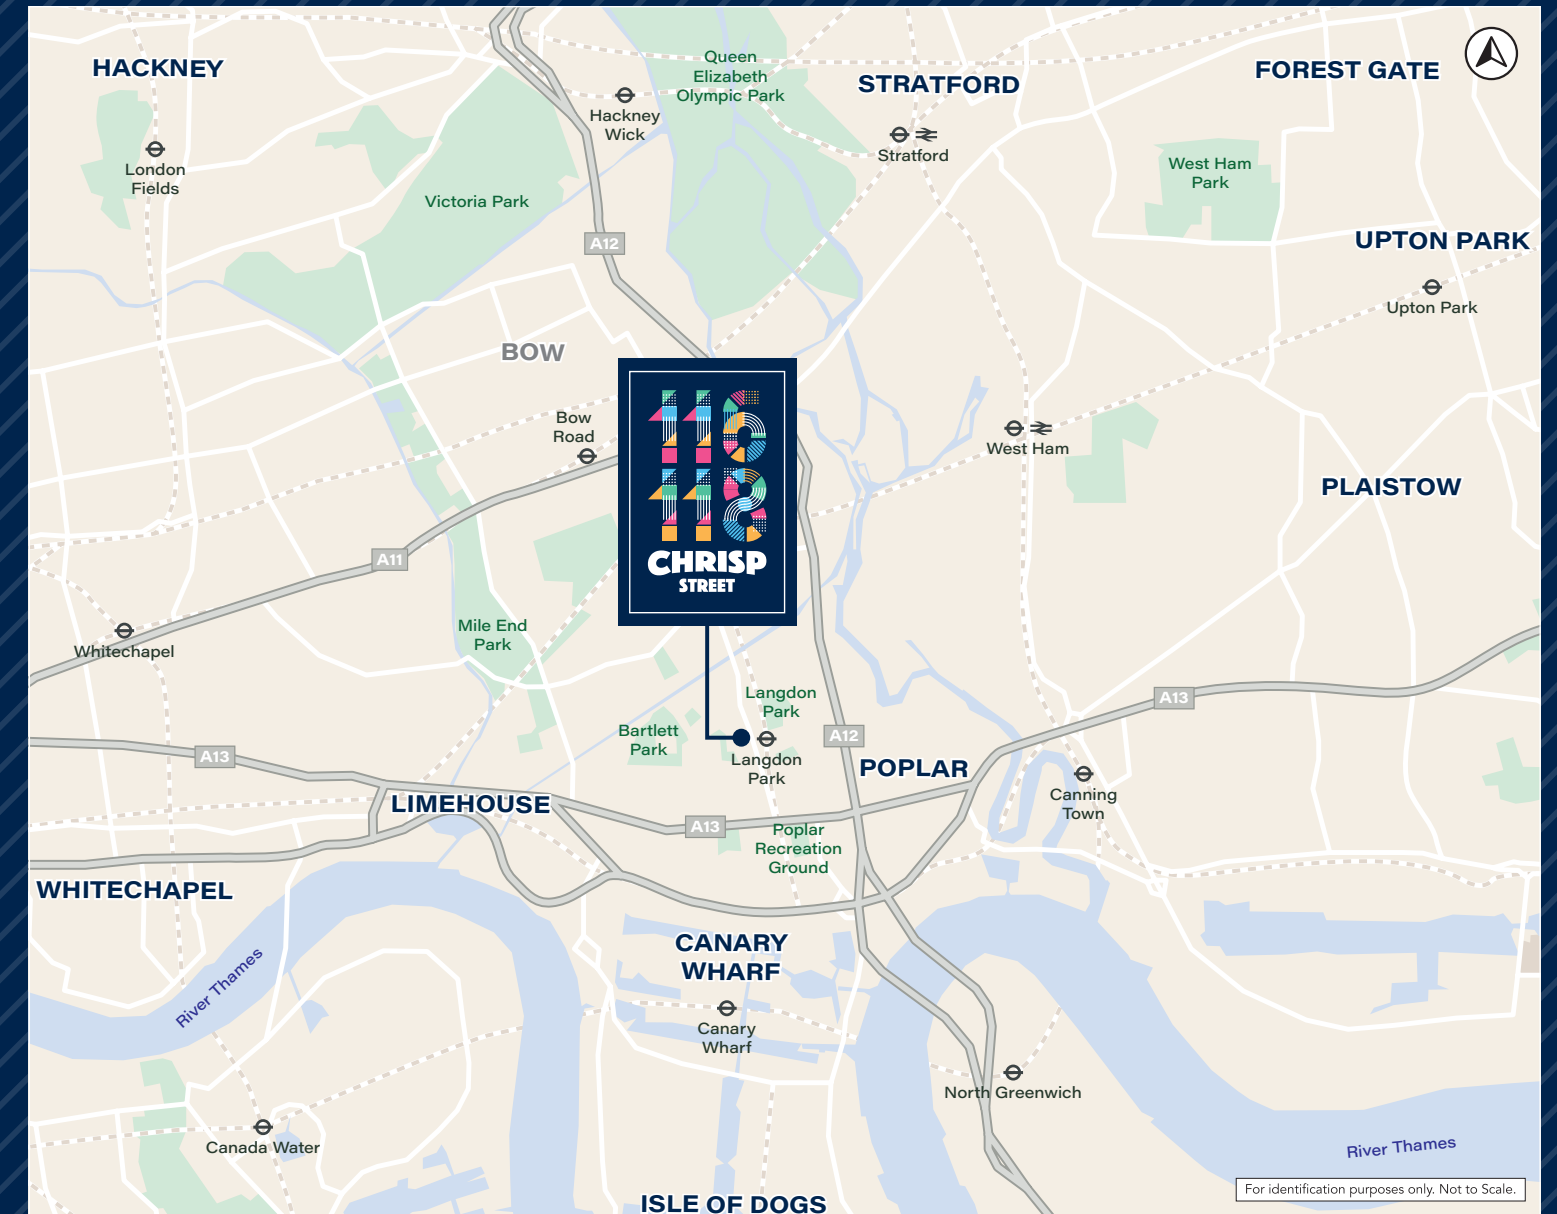 HACKNEY
Queen
Elizabeth
Olympic Park
STRATFORD
FOREST GATE
Hackney
Wick
Stratford
London
Fields
West Ham
Park
Victoria Park
A12
UPTON PARK
Upton Park
BOW
116
118
CHRISP
STREET
Bow
Road
West Ham
PLAISTOW
A11
Mile End
Park
Whitechapel
Langdon
Park
A13
Bartlett
Park
A12
Langdon
Park
A13
POPLAR
Canning
Town
LIMEHOUSE
A13
Poplar
Recreation
Ground
WHITECHAPEL
River Thames
CANARY
WHARF
Canary
Wharf
North Greenwich
Canada Water
River Thames
For identification purposes only. Not to Scale.
ISLE OF DOGS